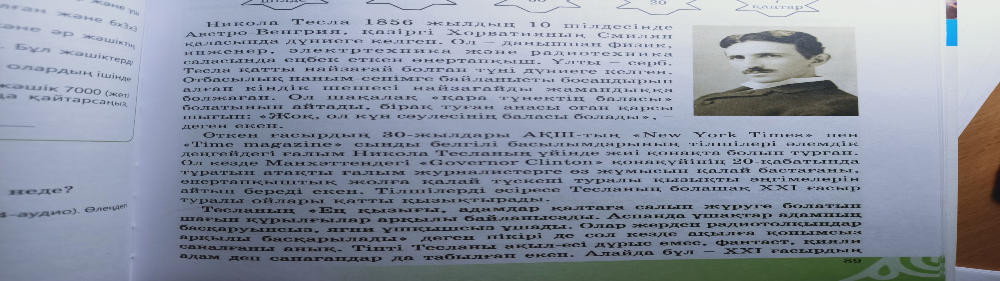 және үш
және 6х3х3
әр жәшіктің
Бұл жәшіктерді
олардың ішінде
жәшік 7000 (жеті
қайтарсаңыз,
неде?
4–аудио). Өлеңдегі
20
7
қаңтар
Никола Тесла 1856 жылдың 10 шілдесінде
Австро-Венгрия, қазіргі Хорватияның Смилян
қаласында дүниеге келген. Ол – данышпан физик,
инженер, электртехника және радиотехника
саласында еңбек еткен өнертапқыш. Ұлты – серб.
Тесла қатты найзағай болған түні дүниеге келген.
Отбасылық наным-сенімге байланысты босандырып
алған кіндік шешесі найзағайды жамандыққа
болжаған. Ол шақалақ «қара түнектің баласы»
болатынын айтады, бірақ туған анасы оған қарсы
шығып: «Жоқ, ол күн сәулесінің баласы болады», –
деген екен.
Өткен ғасырдың 30-жылдары АҚШ-тың «New York Times» пен
«Time magazine» сынды белгілі басылымдарының тілшілері әлемдік
деңгейдегі ғалым Никола Тесланың үйінде жиі қонақта болып тұрған.
Ол кезде Манхэттендегі «Governor Clinton» қонақүйінің 20-қабатында
тұратын атақты ғалым журналистерге өз жұмысын қалай бастағаны,
өнертапқыштық жолға қалай түскені туралы қызықты әңгімелерін
айтып береді екен. Тілшілерді әсіресе Тесланың болашақ XXI ғасыр
туралы ойлары қатты қызықтырады.
Тесланың «Ең қызығы, адамдар қалтаға салып жүруге болатын
шағын құрылғылар арқылы байланысады. Аспанда ұшақтар адамның
басқаруынсыз, яғни ұшқышсыз ұшады. Олар жерден радиотолқындар
арқылы басқарылады» деген пікірі де сол кезде ақылға қонымсыз
саналғаны анық. Тіпті Тесланы ақыл-есі дұрыс емес, фантаст, қияли
адам деп санағандар да табылған екен. Алайда бұл – XXI ғасырдың
89